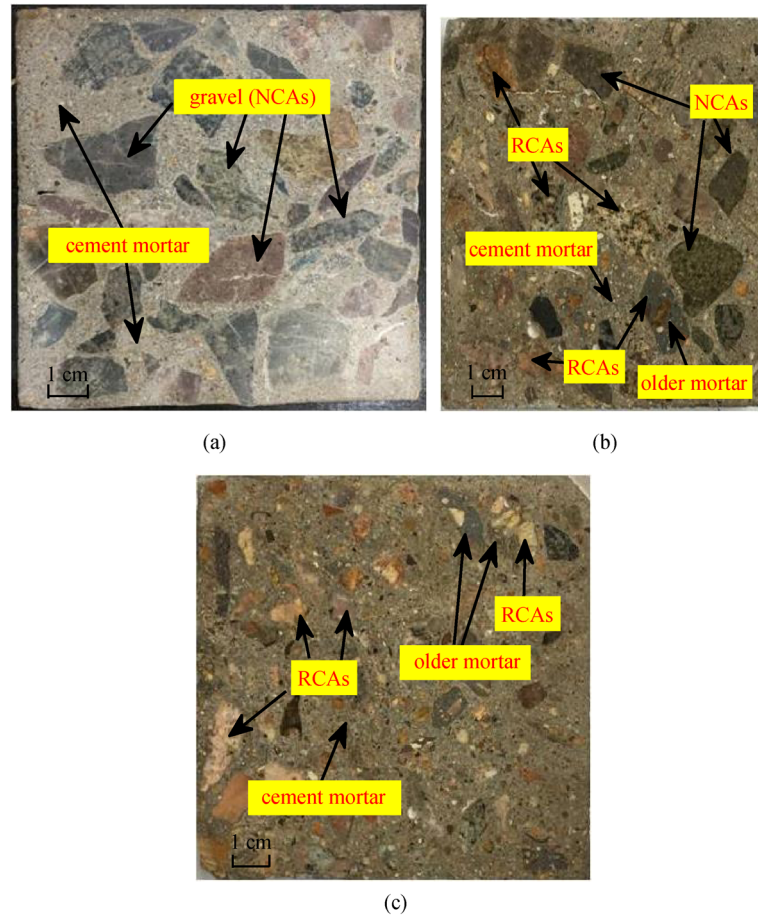 gravel (NCAs)
cement mortar
1 cm
(a)
NCAs
RCAs
cement mortar
RCAs
older mortar
1 cm
(b)
RCAs
older mortar
RCAs
cement mortar
1 cm
(c)